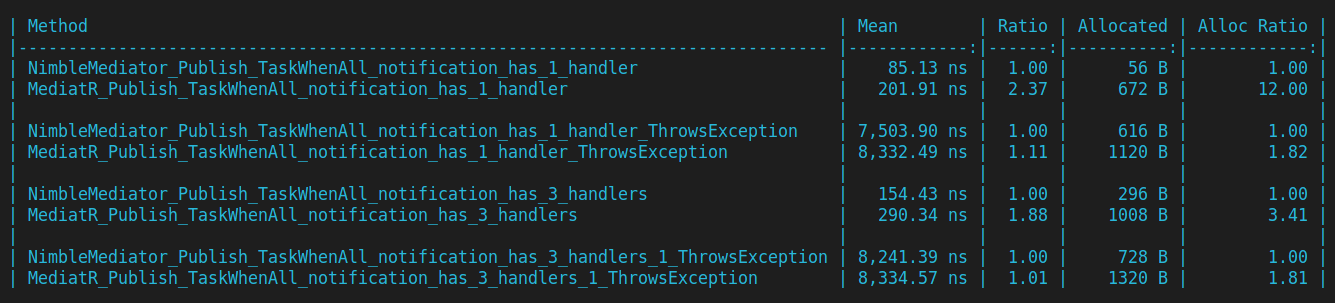 | Method | Mean | Ratio | Allocated | Alloc Ratio |
|--------------------------------------------------------------------------------- |------------:|------:|----------:|------------:|
| NimbleMediator_Publish_TaskWhenAll_notification_has_1_handler | 85.13 ns | 1.00 | 56 B | 1.00 |
| MediatR_Publish_TaskWhenAll_notification_has_1_handler | 201.91 ns | 2.37 | 672 B | 12.00 |
| | | | | |
| NimbleMediator_Publish_TaskWhenAll_notification_has_1_handler_ThrowsException | 7,503.90 ns | 1.00 | 616 B | 1.00 |
| MediatR_Publish_TaskWhenAll_notification_has_1_handler_ThrowsException | 8,332.49 ns | 1.11 | 1120 B | 1.82 |
| | | | | |
| NimbleMediator_Publish_TaskWhenAll_notification_has_3_handlers | 154.43 ns | 1.00 | 296 B | 1.00 |
| MediatR_Publish_TaskWhenAll_notification_has_3_handlers | 290.34 ns | 1.88 | 1008 B | 3.41 |
| | | | | |
| NimbleMediator_Publish_TaskWhenAll_notification_has_3_handlers_1_ThrowsException | 8,241.39 ns | 1.00 | 728 B | 1.00 |
| MediatR_Publish_TaskWhenAll_notification_has_3_handlers_1_ThrowsException | 8,334.57 ns | 1.01 | 1320 B | 1.81 |